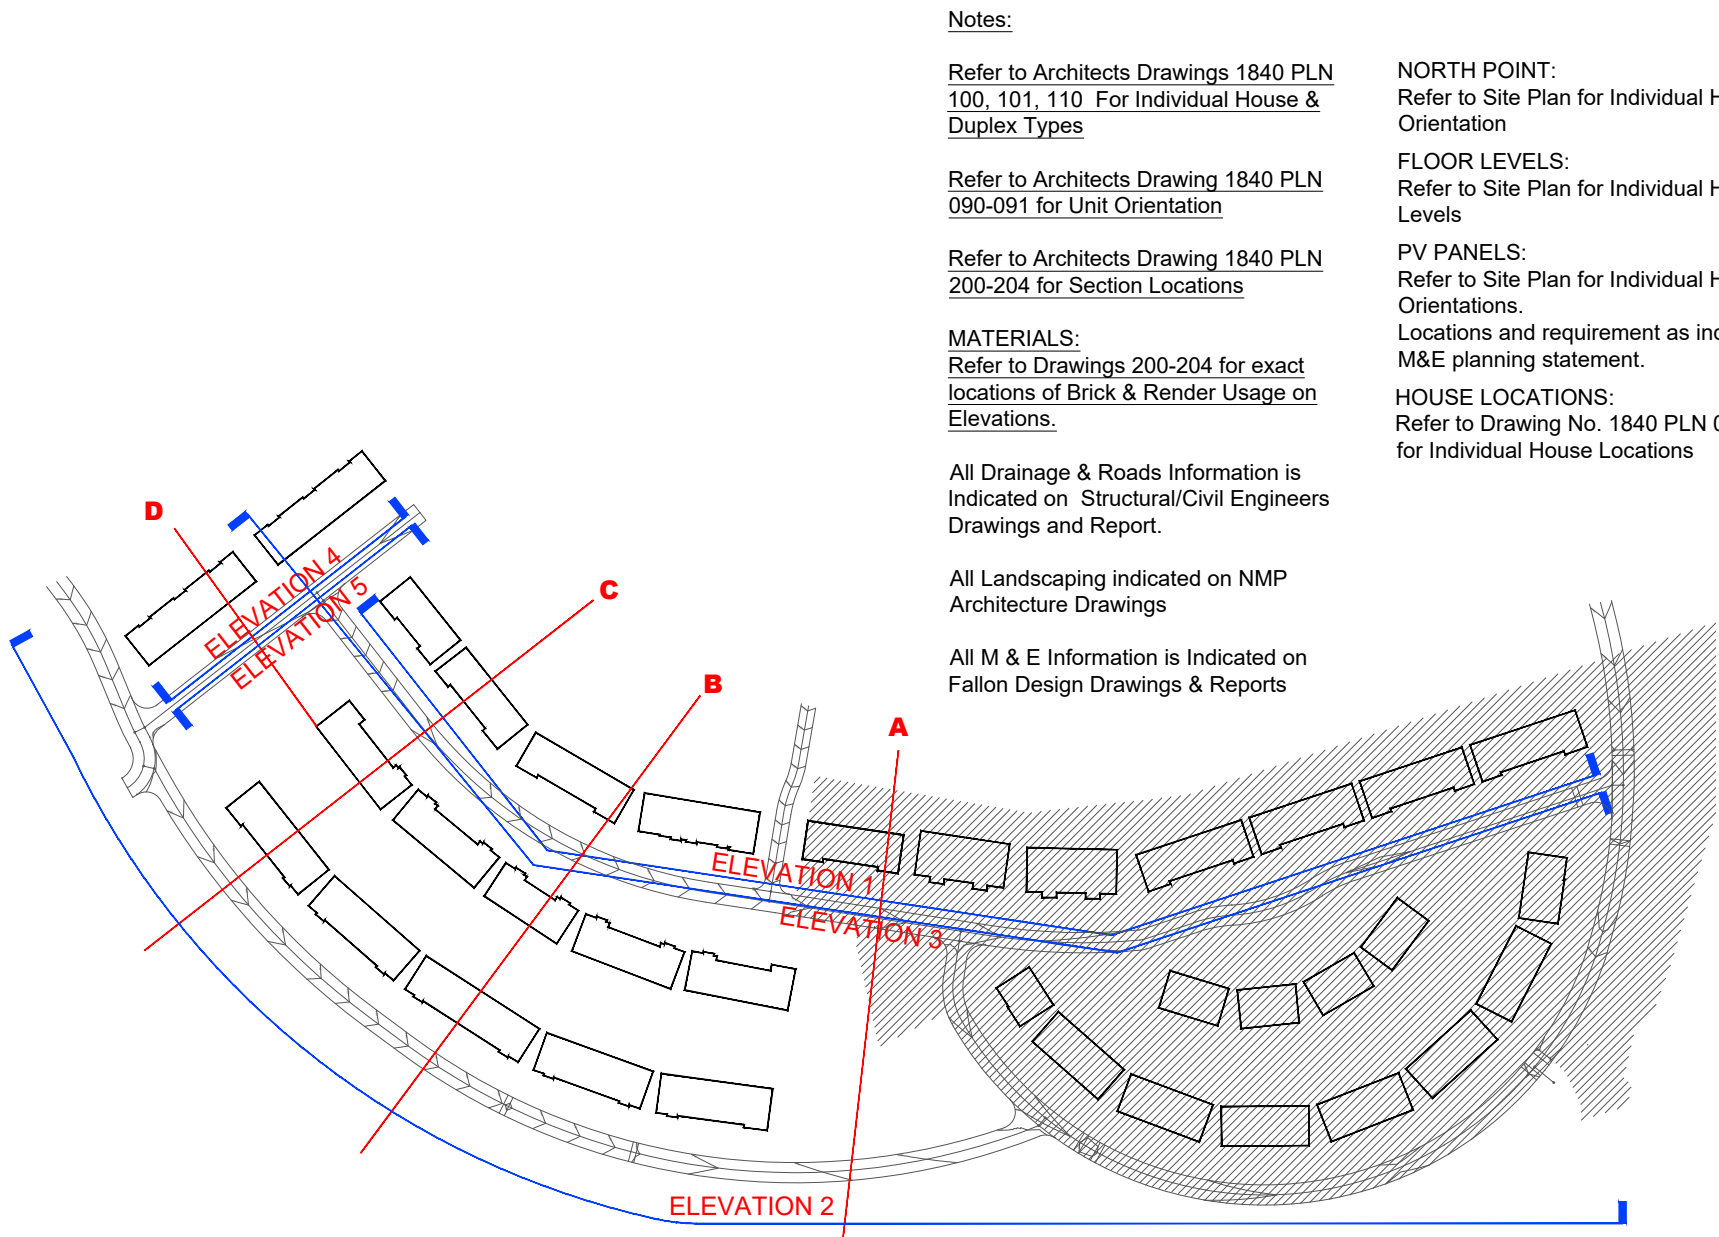 Notes:
Refer to Architects Drawings 1840 PLN
100, 101, 110 For Individual House &
Duplex Types
Refer to Architects Drawing 1840 PLN
090-091 for Unit Orientation
Refer to Architects Drawing 1840 PLN
200-204 for Section Locations
MATERIALS:
Refer to Drawings 200-204 for exact
locations of Brick & Render Usage on
Elevations.
All Drainage & Roads Information is
Indicated on Structural/Civil Engineers
Drawings and Report.
All Landscaping indicated on NMP
Architecture Drawings
All M & E Information is Indicated on
Fallon Design Drawings & Reports
NORTH POINT:
Refer to Site Plan for Individual
Orientation
FLOOR LEVELS:
Refer to Site Plan for Individual
Levels
PV PANELS:
Refer to Site Plan for Individual
Orientations.
Locations and requirement as
M&E planning statement.
HOUSE LOCATIONS:
Refer to Drawing No. 1840 PLN
for Individual House Locations
D
C
B
A
ELEVATION 4
ELEVATION 5
ELEVATION 1
ELEVATION 3
ELEVATION 2